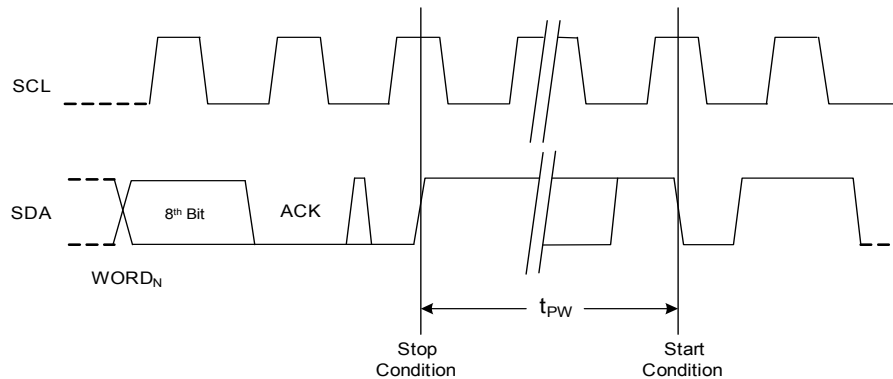 SCL
SDA
8th Bit
ACK
WORDN
tPW
Stop
Condition
Start
Condition